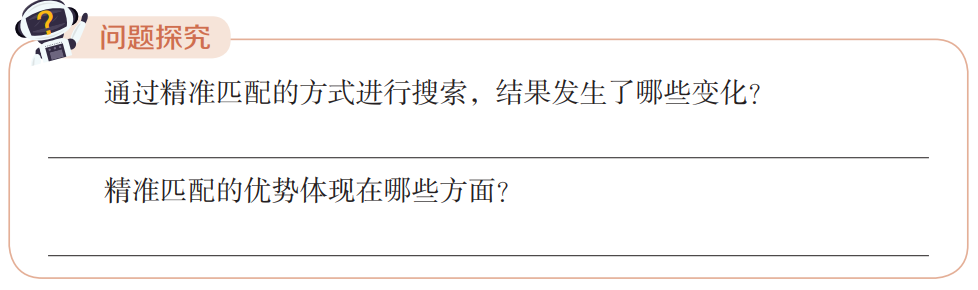 ?
问题探究
通过精准匹配的方式进行搜索，结果发生了哪些变化？
精准匹配的优势体现在哪些方面？